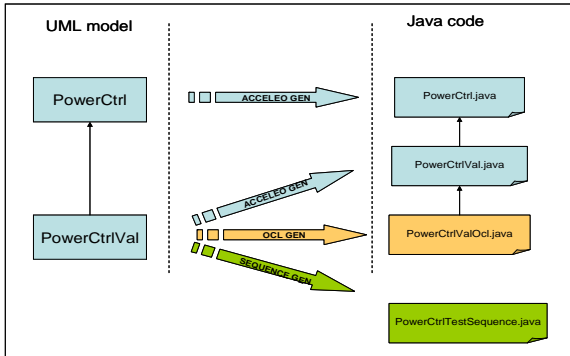 UML model
Java code
PowerCtrl
ACCELEO GEN
PowerCtrl.java
ACCELEO GEN
PowerCtrlVal.java
PowerCtrlVal
OCL GEN
PowerCtrlValOcl.java
SEQUENCE GEN
PowerCtrlTestSequence.java